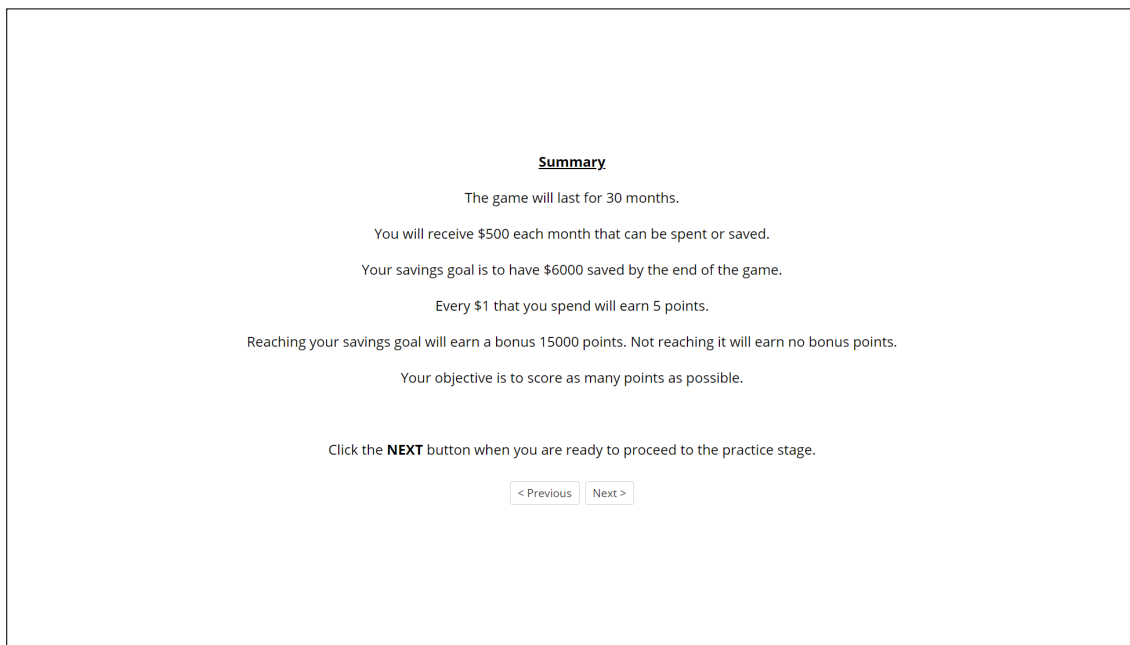 Summary
The game will last for 30 months.
You will receive $500 each month that can be spent or saved.
Your savings goal is to have $6000 saved by the end of the game.
Every $1 that you spend will earn 5 points.
Reaching your savings goal will earn a bonus 15000 points. Not reaching it will earn no bonus points.
Your objective is to score as many points as possible.
Click the NEXT button when you are ready to proceed to the practice stage.
< Previous Next >